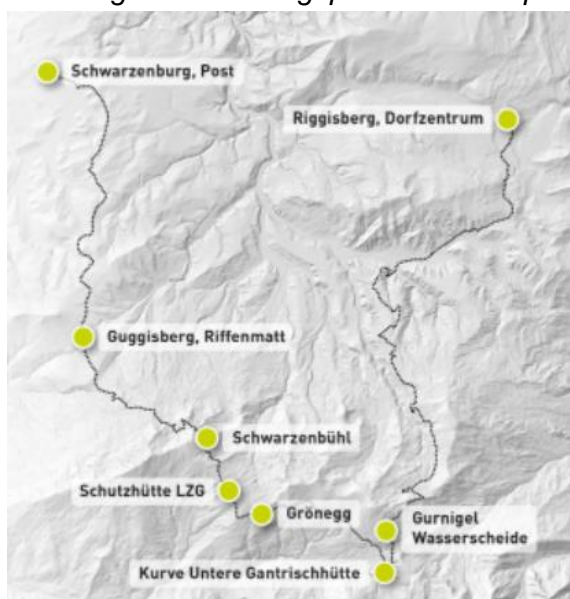 Schwarzenburg, Post
Riggisberg, Dorfzentrum
Guggisberg, Riffenmatt
Schwarzenbühl
Schutzhütte LZG
Grönegg
Gurnigel
Wasserscheide
Kurve Untere Gantrischhütte